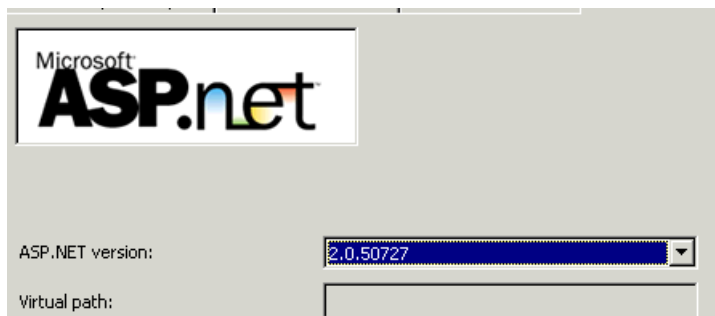 Microsoft
ASP.net
ASP.NET version:
2.0.50727
Virtual path: